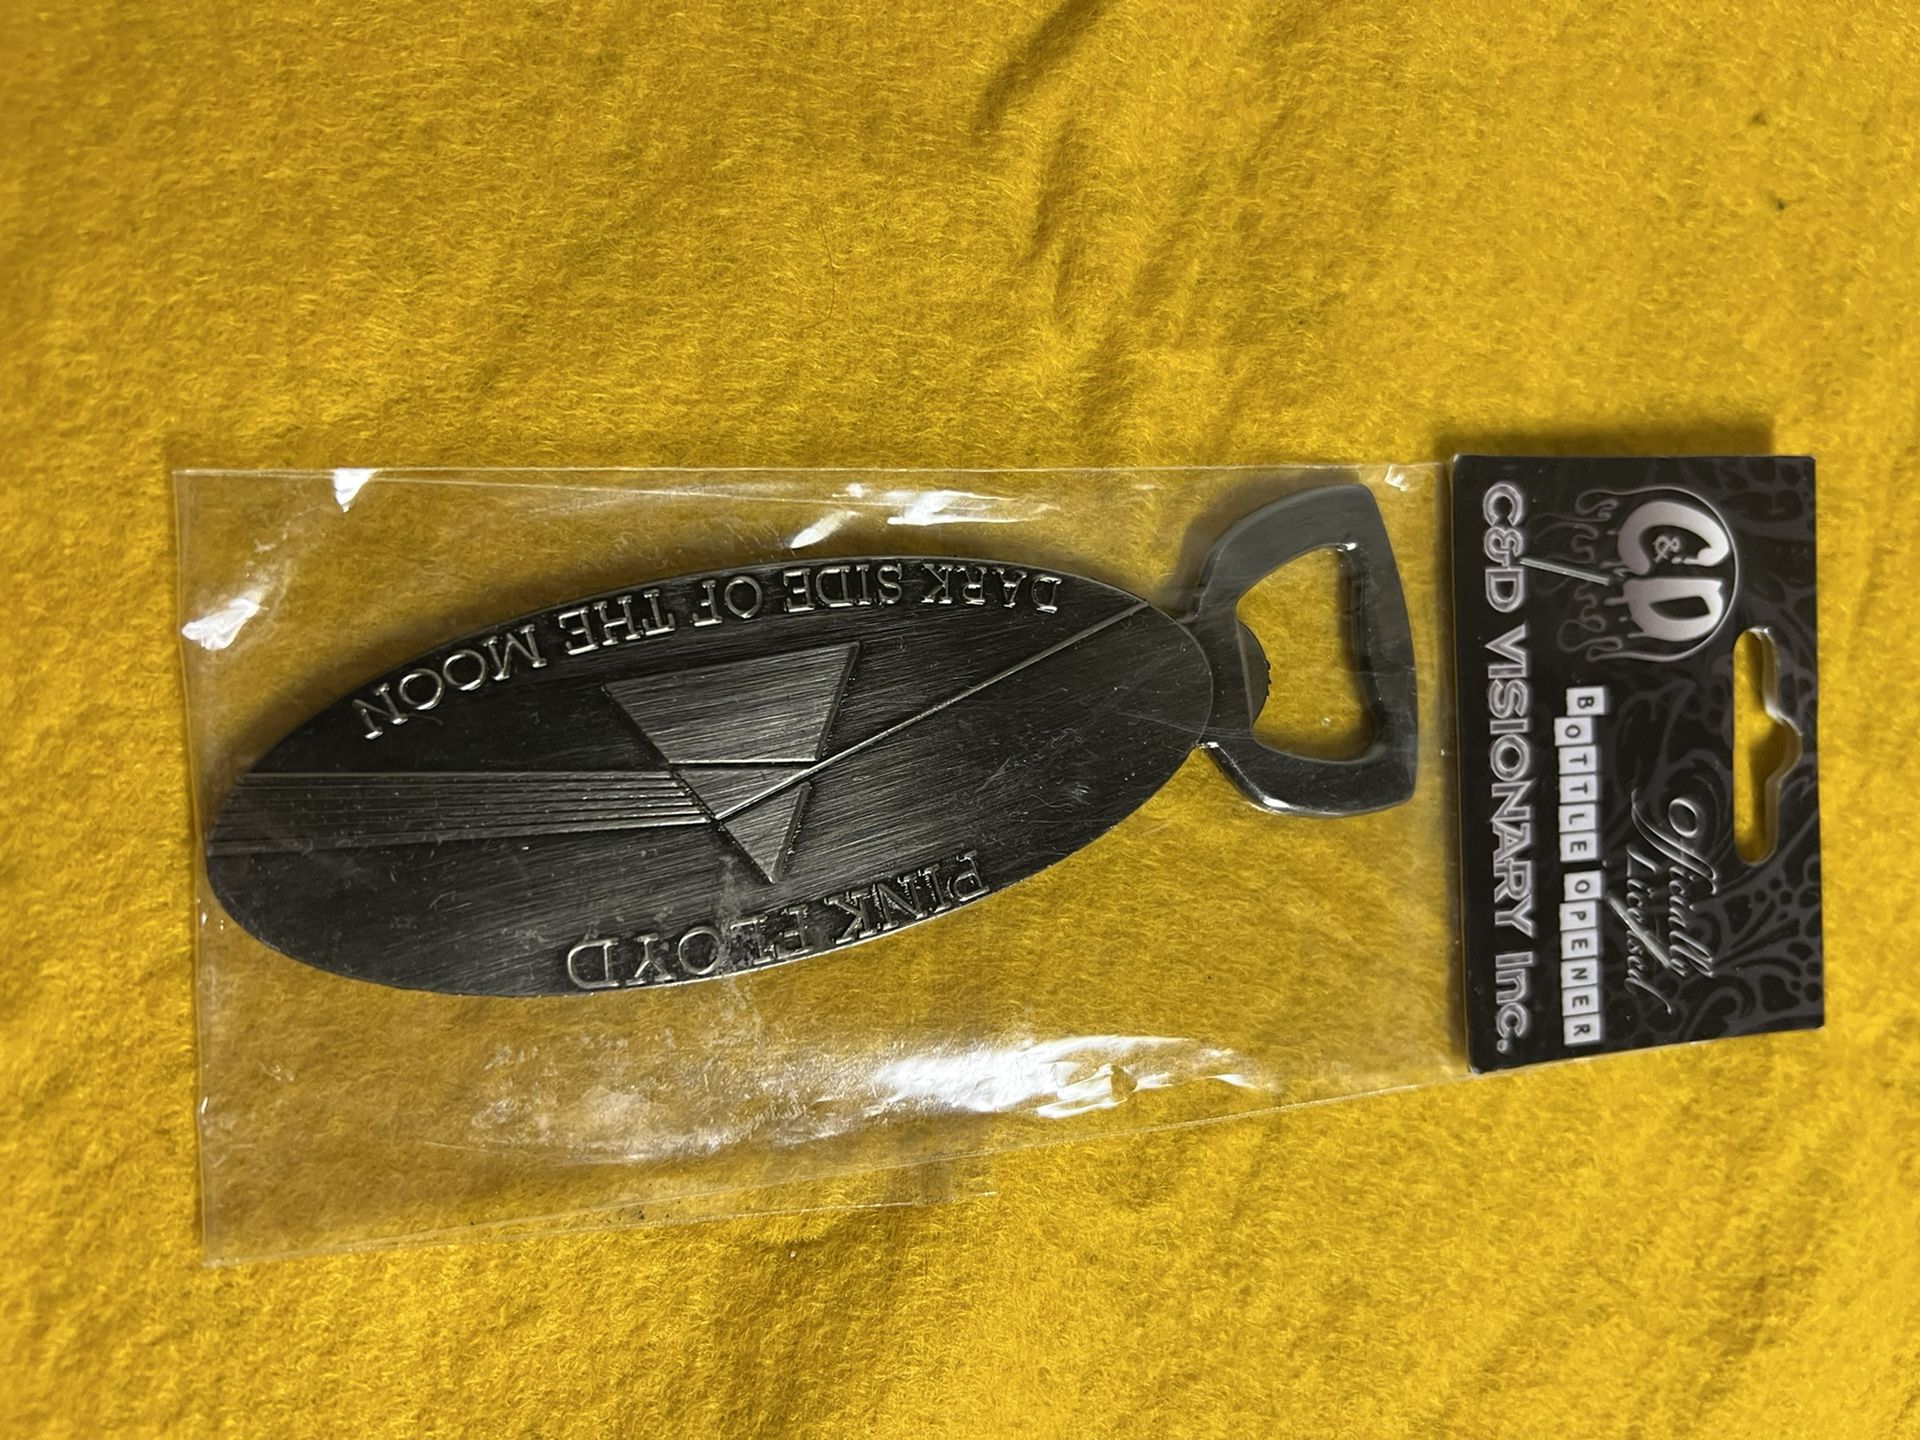 C&D
C&D VISIONARY Inc.
BOTTLE OPENER
Officially
Licensed
DARK SIDE OF THE MOON
PINK FLOYD